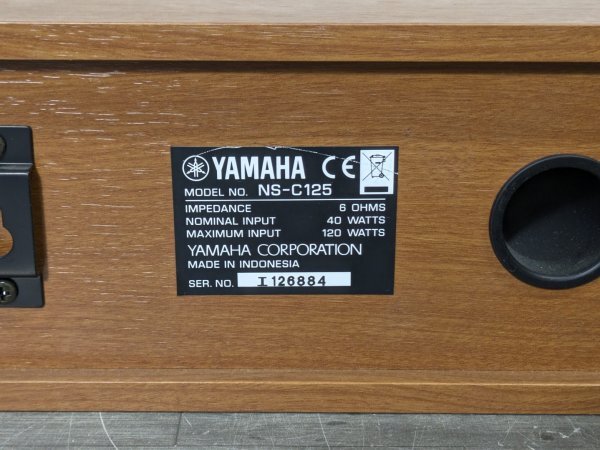 YAMAHA CE
MODEL NO. NS-C125
IMPEDANCE 6 OHMS
NOMINAL INPUT 40 WATTS
MAXIMUM INPUT 120 WATTS
YAMAHA CORPORATION
MADE IN INDONESIA
SER. NO. I 126884